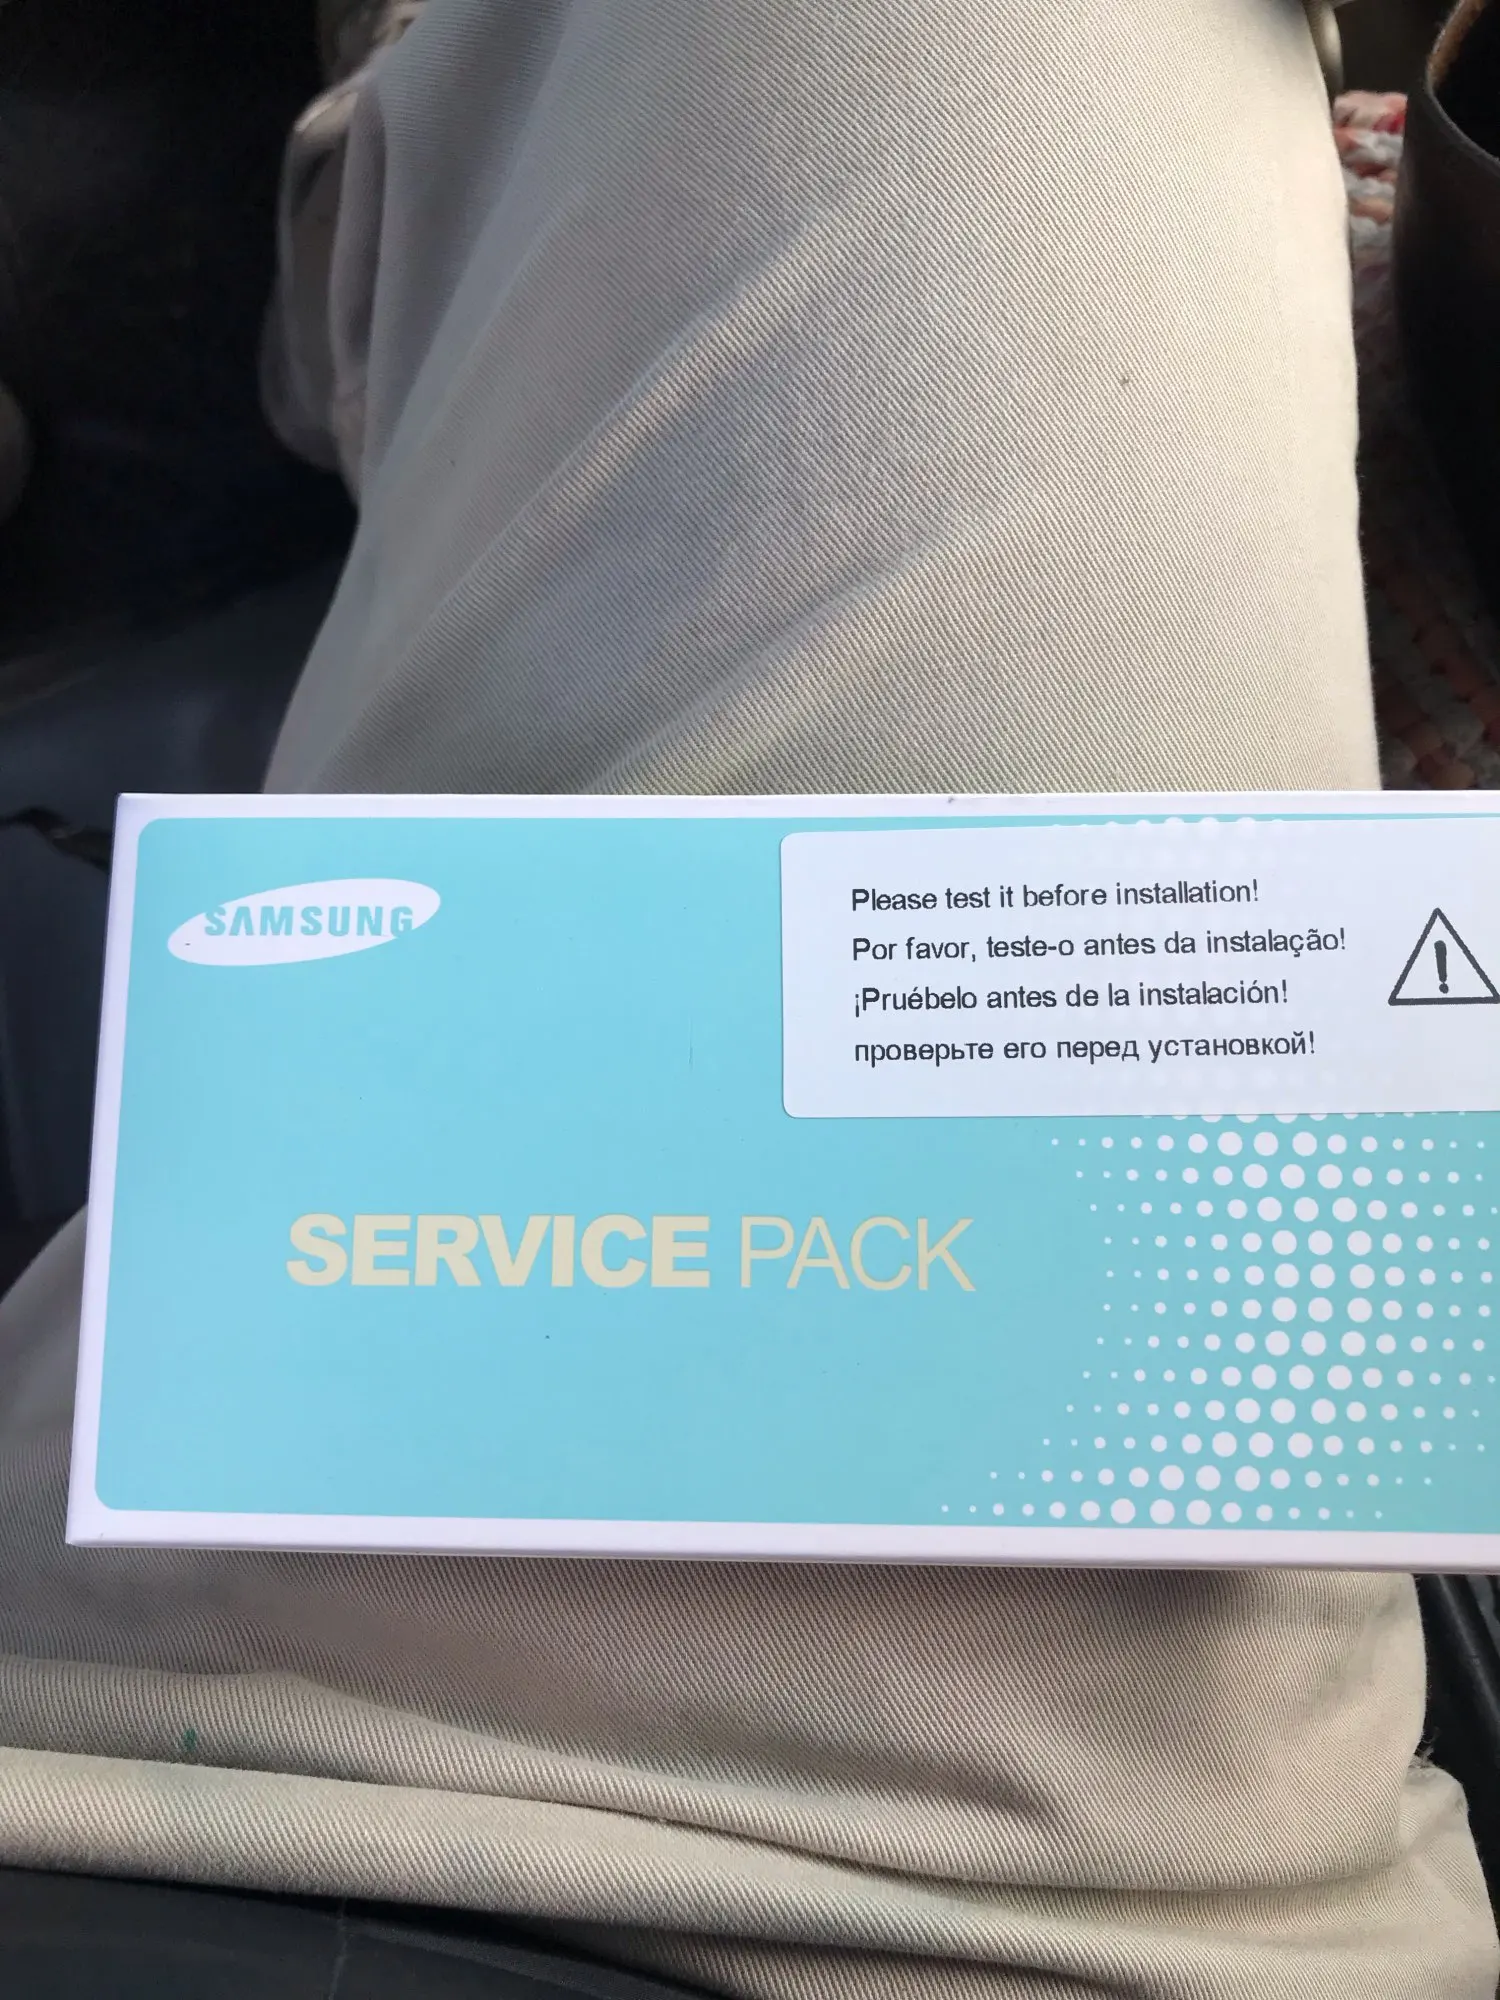 SAMSUNG
Please test it before installation!
Por favor, teste-o antes da instalação!
¡Pruébelo antes de la instalación!
проверьте его перед установкой!
SERVICE PACK